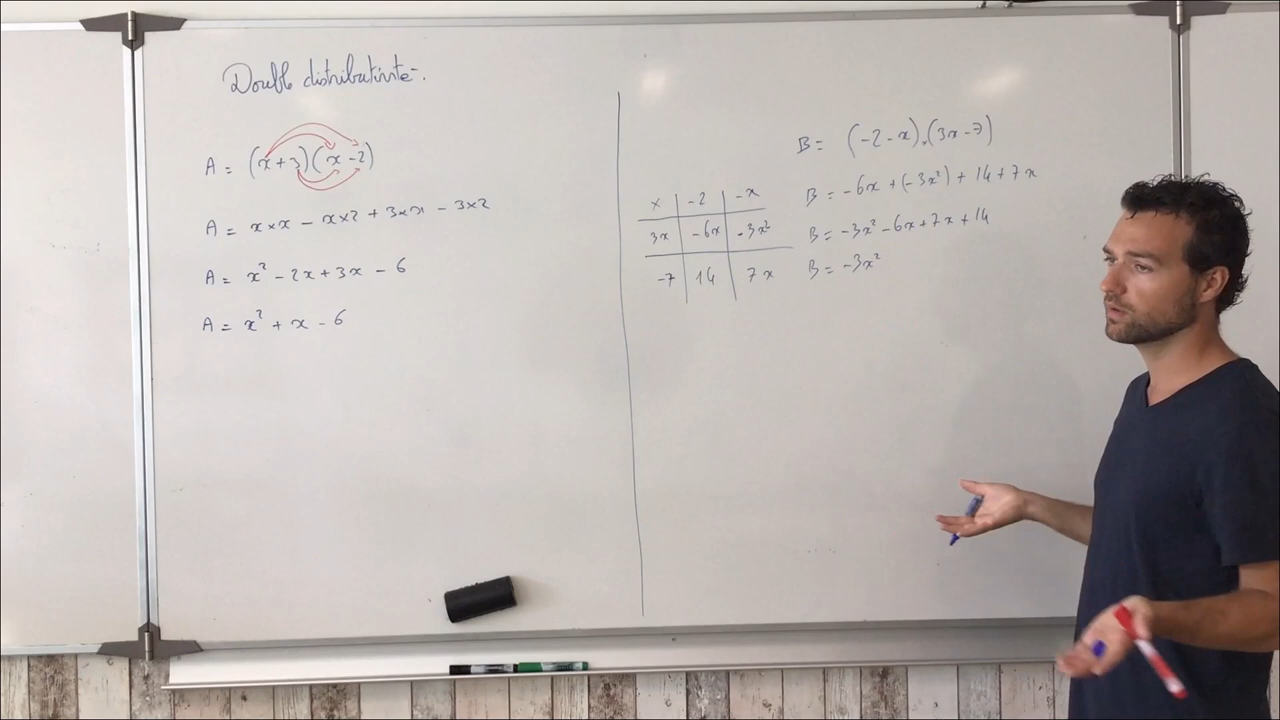 Double distributivité.
A = (x + 3)(x - 2)
A = x × x - x × 2 + 3 × x - 3 × 2
A = x² - 2x + 3x - 6
A = x² + x - 6
x | -2 | -x
3x | -6x | -3x²
-7 | 14 | 7x
B = (-2 - x).(3x - 7)
B = -6x + (-3x²) + 14 + 7x
B = -3x² - 6x + 7x + 14
B = -3x²